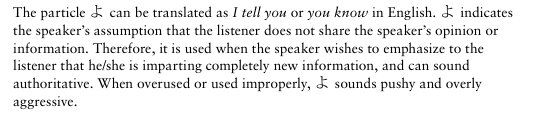 The particle よ can be translated as I tell you or you know in English. よ indicates
the speaker's assumption that the listener does not share the speaker's opinion or
information. Therefore, it is used when the speaker wishes to emphasize to the
listener that he/she is imparting completely new information, and can sound
authoritative. When overused or used improperly, よ sounds pushy and overly
aggressive.